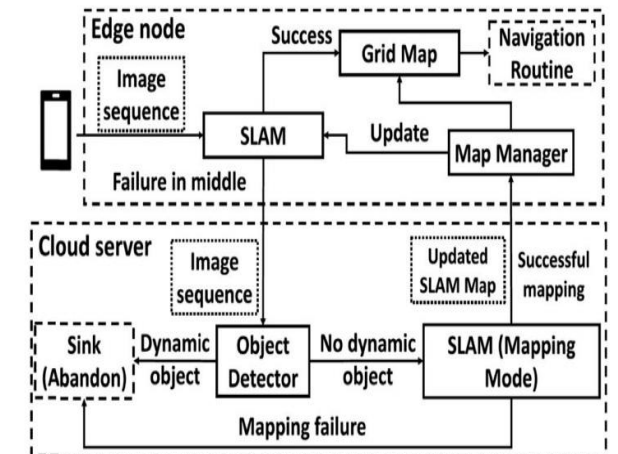 Edge node
Image
sequence
Success
Grid Map
Navigation
Routine
SLAM
Update
Map Manager
Failure in middle
Cloud server
Image
sequence
Updated
SLAM Map
Successful
mapping
Sink
(Abandon)
Dynamic
object
Object
Detector
No dynamic
object
SLAM (Mapping
Mode)
Mapping failure